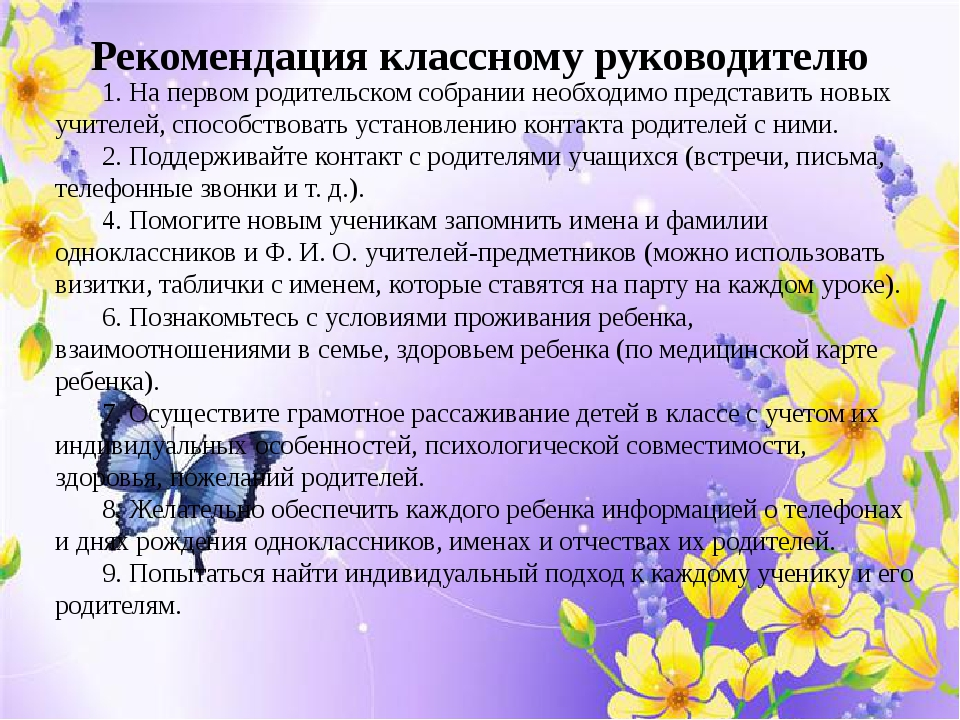 Рекомендация классному руководителю
1. На первом родительском собрании необходимо представить новых
учителей, способствовать установлению контакта родителей с ними.
2. Поддерживайте контакт с родителями учащихся (встречи, письма,
телефонные звонки и т. д.).
4. Помогите новым ученикам запомнить имена и фамилии
одноклассников и Ф. И. О. учителей-предметников (можно использовать
визитки, таблички с именем, которые ставятся на парту на каждом уроке).
6. Познакомьтесь с условиями проживания ребенка,
взаимоотношениями в семье, здоровьем ребенка (по медицинской карте
ребенка).
7. Осуществите грамотное рассаживание детей в классе с учетом их
индивидуальных особенностей, психологической совместимости,
здоровья, пожеланий родителей.
8. Желательно обеспечить каждого ребенка информацией о телефонах
и днях рождения одноклассников, именах и отчествах их родителей.
9. Попытаться найти индивидуальный подход к каждому ученику и его
родителям.